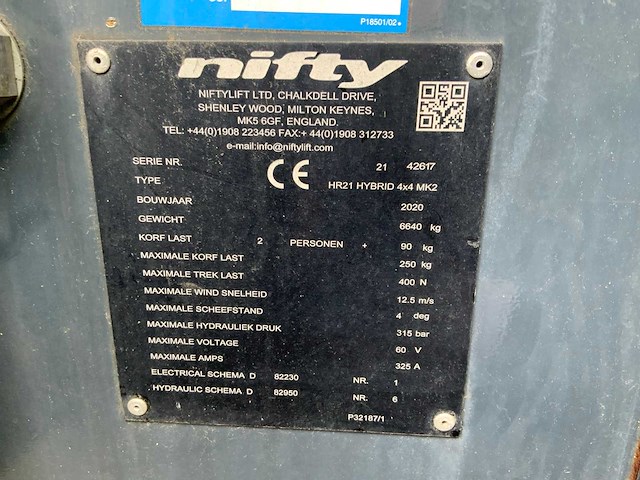 P18501/02
nifty
NIFTYLIFT LTD, CHALKDELL DRIVE,
SHENLEY WOOD, MILTON KEYNES,
MK5 6GF, ENGLAND.
TEL: +44(0)1908 223456 FAX:+ 44(0)1908 312733
e-mail:info@niftylift.com
SERIE NR. CE 21 42617
TYPE HR21 HYBRID 4x4 MK2
BOUWJAAR 2020
GEWICHT 6640 kg
KORF LAST 2 PERSONEN + 90 kg
MAXIMALE KORF LAST 250 kg
MAXIMALE TREK LAST 400 N
MAXIMALE WIND SNELHEID 12.5 m/s
MAXIMALE SCHEEFSTAND 4 deg
MAXIMALE HYDRAULIEK DRUK 315 bar
MAXIMALE VOLTAGE 60 V
MAXIMALE AMPS 325 A
ELECTRICAL SCHEMA D 82230 NR. 1
HYDRAULIC SCHEMA D 82950 NR. 6
P32187/1